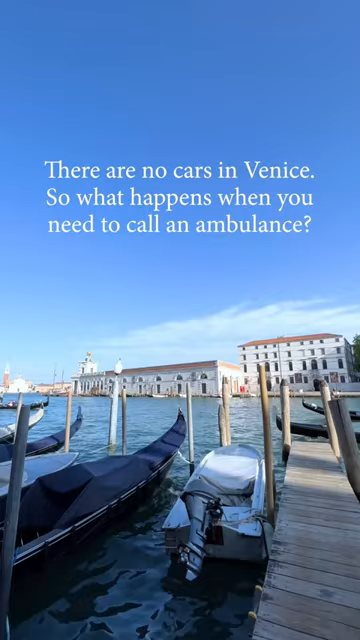 There are no cars in Venice.
So what happens when you
need to call an ambulance?